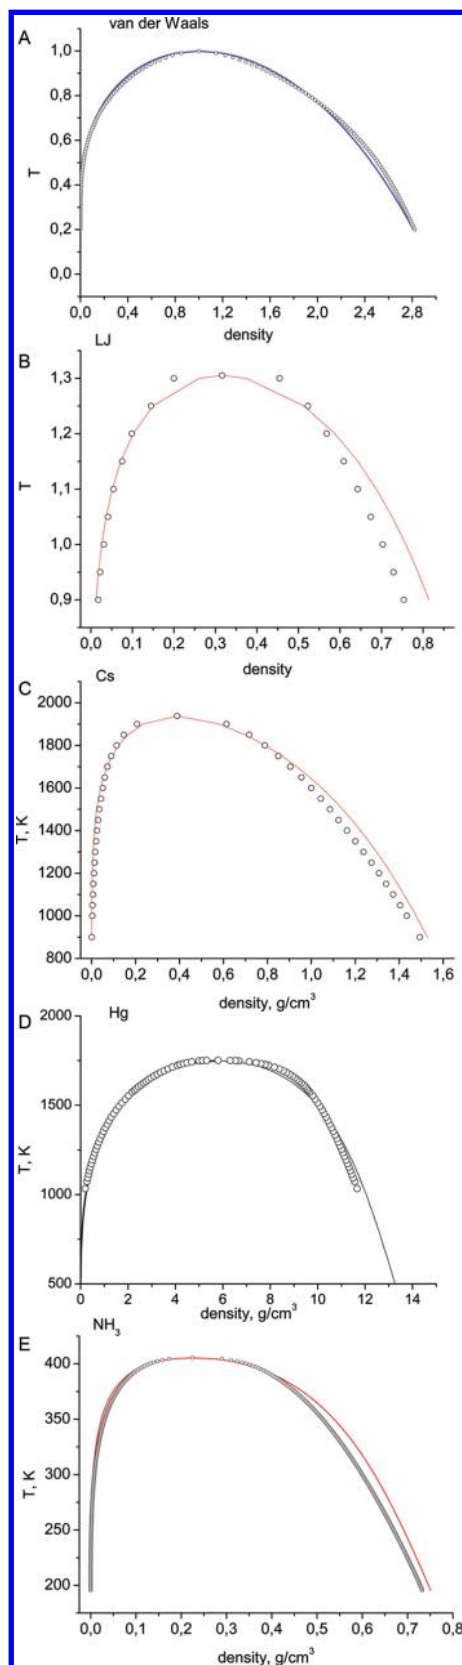 A
van der Waals
1,0
0,8
0,6
0,4
0,2
0,0
T
0,0 0,4 0,8 1,2 1,6 2,0 2,4 2,8
density
B
LJ
1,3
1,2
1,1
1,0
0,9
T
0,0 0,1 0,2 0,3 0,4 0,5 0,6 0,7 0,8
density
C
Cs
2000
1800
1600
1400
1200
1000
800
T, K
0,0 0,2 0,4 0,6 0,8 1,0 1,2 1,4 1,6
density, g/cm³
D
Hg
2000
1500
1000
500
T, K
0 2 4 6 8 10 12 14
density, g/cm³
E
NH₃
400
350
300
250
200
T, K
0,0 0,1 0,2 0,3 0,4 0,5 0,6 0,7 0,8
density, g/cm³